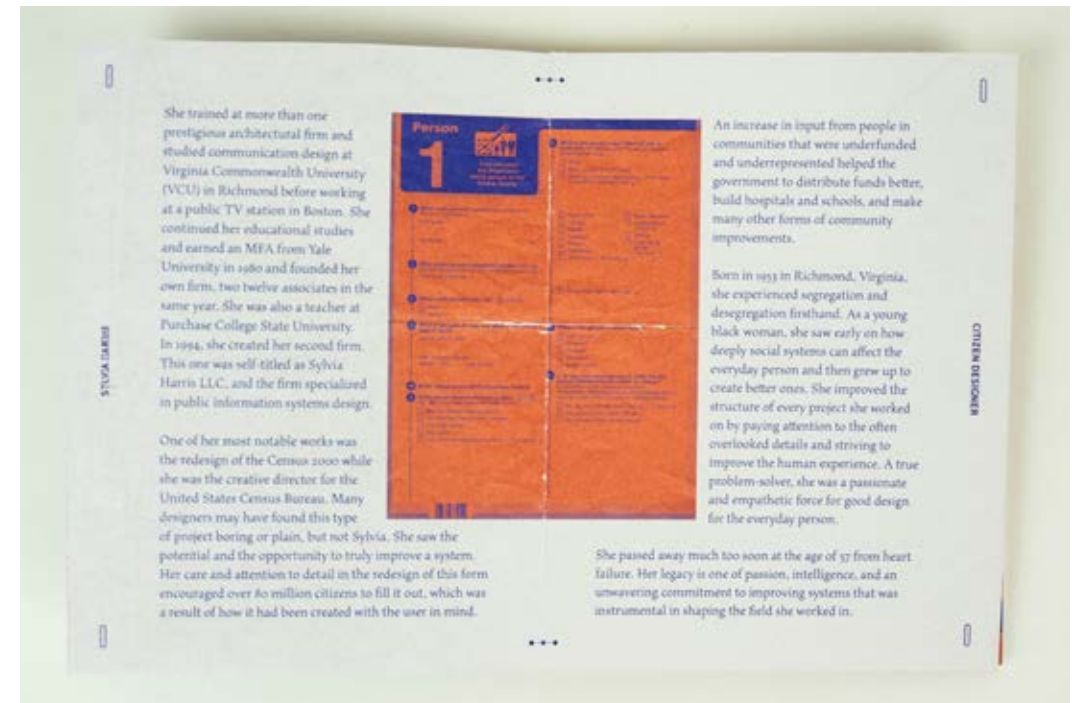 SYLVIA HARRIS
She trained at more than one
prestigious architectural firm and
studied communication design at
Virginia Commonwealth University
(VCU) in Richmond before working
at a public TV station in Boston. She
continued her educational studies
and earned an MFA from Yale
University in 1980 and founded her
own firm, two twelve associates in the
same year. She was also a teacher at
Purchase College State University.
In 1994, she created her second firm.
This one was self-titled as Sylvia
Harris LLC, and the firm specialized
in public information systems design.
One of her most notable works was
the redesign of the Census 2000 while
she was the creative director for the
United States Census Bureau. Many
designers may have found this type
of project boring or plain, but not Sylvia. She saw the
potential and the opportunity to truly improve a system.
Her care and attention to detail in the redesign of this form
encouraged over 80 million citizens to fill it out, which was
a result of how it had been created with the user in mind.
Person
1
An increase in input from people in
communities that were underfunded
and underrepresented helped the
government to distribute funds better,
build hospitals and schools, and make
many other forms of community
improvements.
Born in 1953 in Richmond, Virginia,
she experienced segregation and
desegregation firsthand. As a young
black woman, she saw early on how
deeply social systems can affect the
everyday person and then grew up to
create better ones. She improved the
structure of every project she worked
on by paying attention to the often
overlooked details and striving to
improve the human experience. A true
problem-solver, she was a passionate
and empathetic force for good design
for the everyday person.
She passed away much too soon at the age of 57 from heart
failure. Her legacy is one of passion, intelligence, and an
unwavering commitment to improving systems that was
instrumental in shaping the field she worked in.
CITIZEN DESIGNER